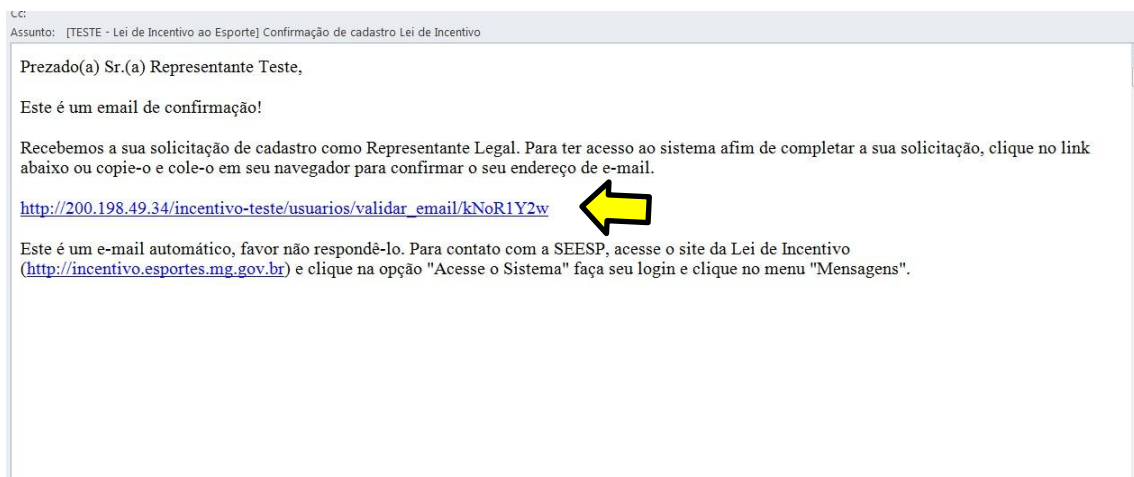 Cc:
Assunto: [TESTE - Lei de Incentivo ao Esporte] Confirmação de cadastro Lei de Incentivo
Prezado(a) Sr.(a) Representante Teste,
Este é um email de confirmação!
Recebemos a sua solicitação de cadastro como Representante Legal. Para ter acesso ao sistema afim de completar a sua solicitação, clique no link
abaixo ou copie-o e cole-o em seu navegador para confirmar o seu endereço de e-mail.
http://200.198.49.34/incentivo-teste/usuarios/validar_email/kNoR1Y2w
Este é um e-mail automático, favor não respondê-lo. Para contato com a SEESP, acesse o site da Lei de Incentivo
(http://incentivo.esportes.mg.gov.br) e clique na opção "Acesse o Sistema" faça seu login e clique no menu "Mensagens".